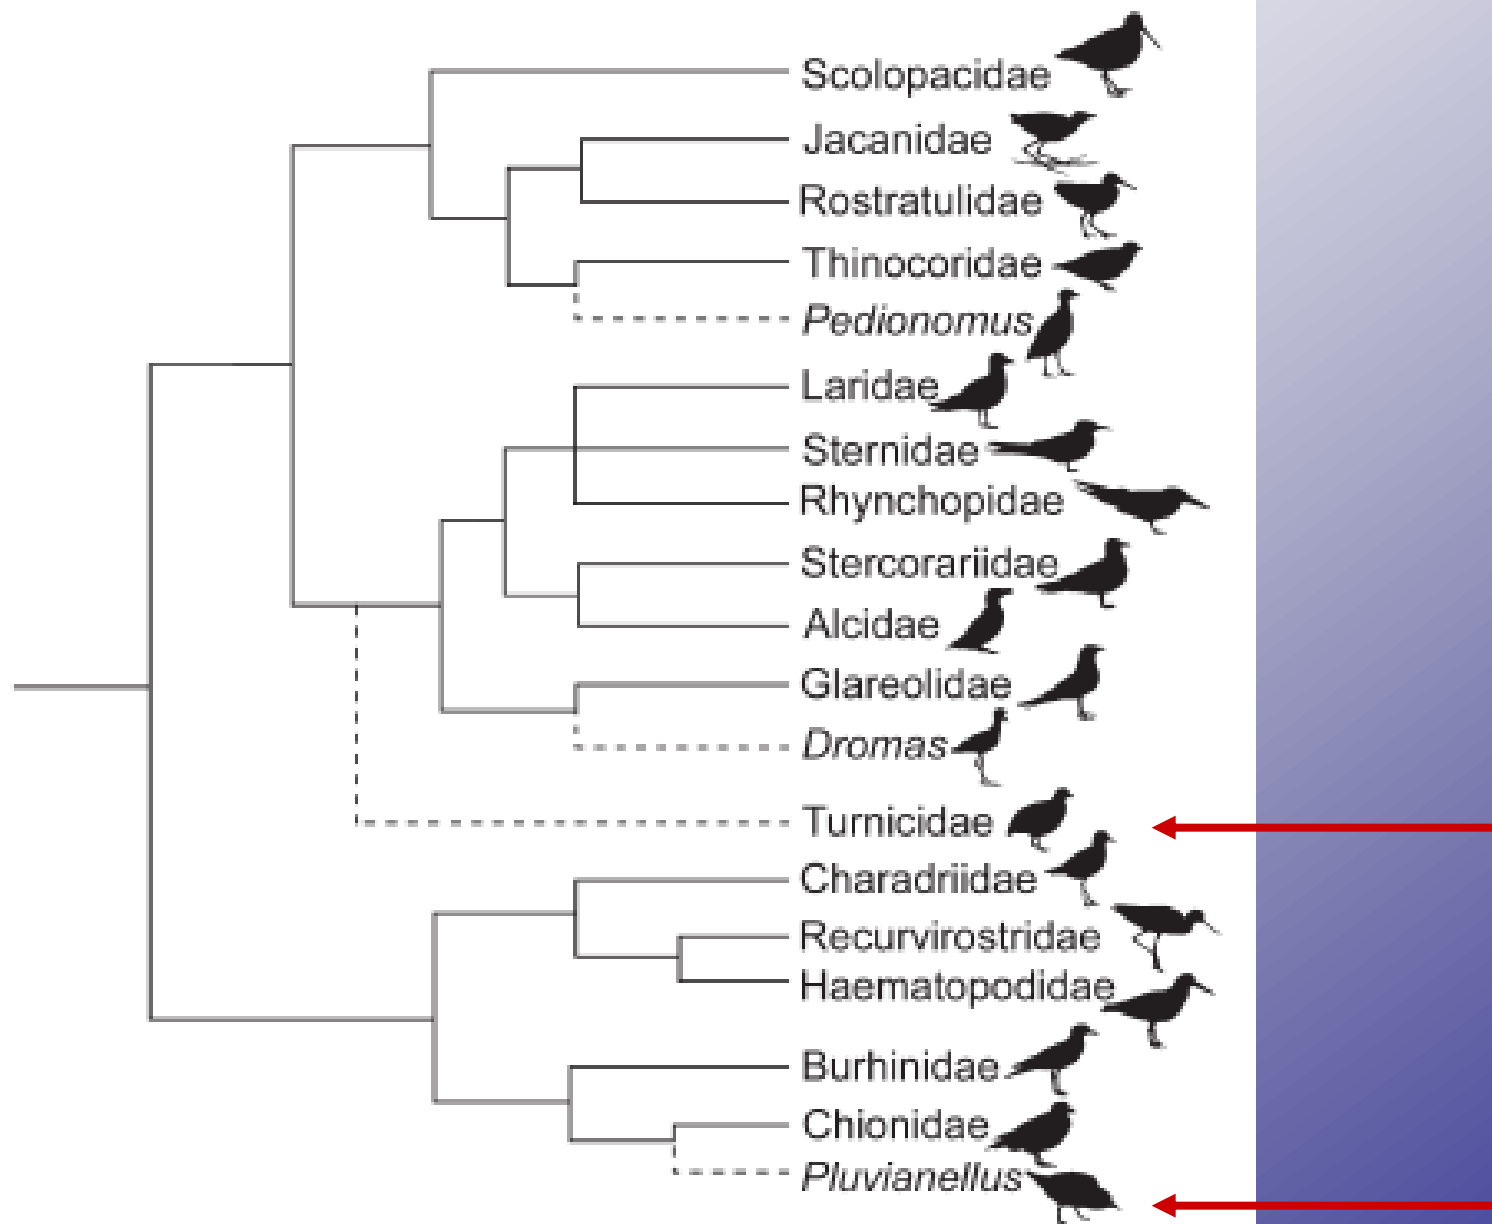 Scolopacidae
Jacanidae
Rostratulidae
Thinocoridae
Pedionomus
Laridae
Sternidae
Rhynchopidae
Stercorariidae
Alcidae
Glareolidae
Dromas
Turnicidae
Charadriidae
Recurvirostridae
Haematopodidae
Burhinidae
Chionidae
Pluvianellus